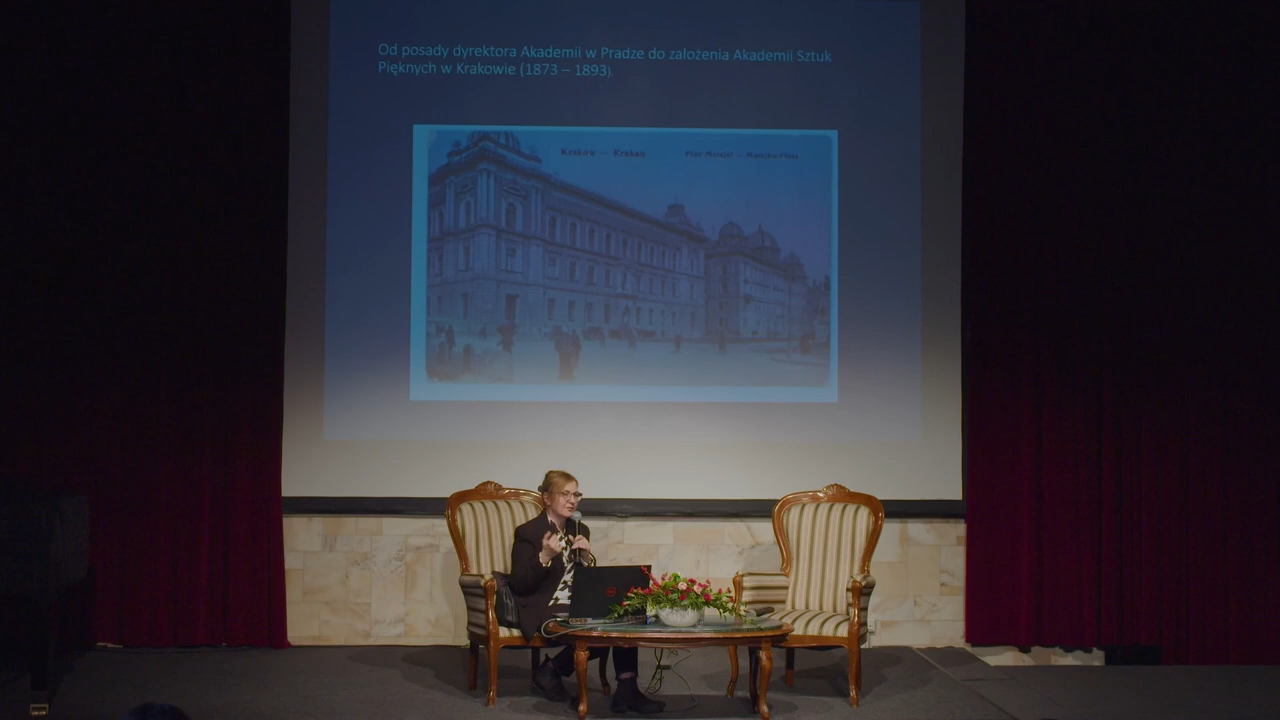 Od posady dyrektora Akademii w Pradze do założenia Akademii Sztuk
Pięknych w Krakowie (1873 – 1893).
Kraków — Krakau
Plac Matejki — Matejko-Platz
DELL